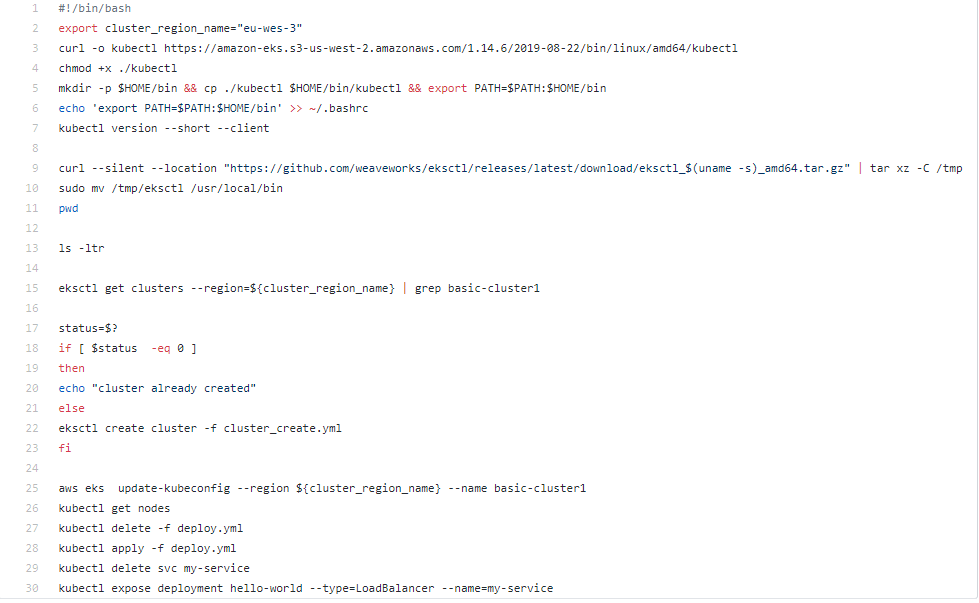 1 #!/bin/bash
2 export cluster_region_name="eu-wes-3"
3 curl -o kubectl https://amazon-eks.s3-us-west-2.amazonaws.com/1.14.6/2019-08-22/bin/linux/amd64/kubectl
4 chmod +x ./kubectl
5 mkdir -p $HOME/bin && cp ./kubectl $HOME/bin/kubectl && export PATH=$PATH:$HOME/bin
6 echo 'export PATH=$PATH:$HOME/bin' >> ~/.bashrc
7 kubectl version --short --client
8
9 curl --silent --location "https://github.com/weaveworks/eksctl/releases/latest/download/eksctl_$(uname -s)_amd64.tar.gz" | tar xz -C /tmp
10 sudo mv /tmp/eksctl /usr/local/bin
11 pwd
12
13 ls -ltr
14
15 eksctl get clusters --region=${cluster_region_name} | grep basic-cluster1
16
17 status=$?
18 if [ $status  -eq 0 ]
19 then
20 echo "cluster already created"
21 else
22 eksctl create cluster -f cluster_create.yml
23 fi
24
25 aws eks  update-kubeconfig --region ${cluster_region_name} --name basic-cluster1
26 kubectl get nodes
27 kubectl delete -f deploy.yml
28 kubectl apply -f deploy.yml
29 kubectl delete svc my-service
30 kubectl expose deployment hello-world --type=LoadBalancer --name=my-service